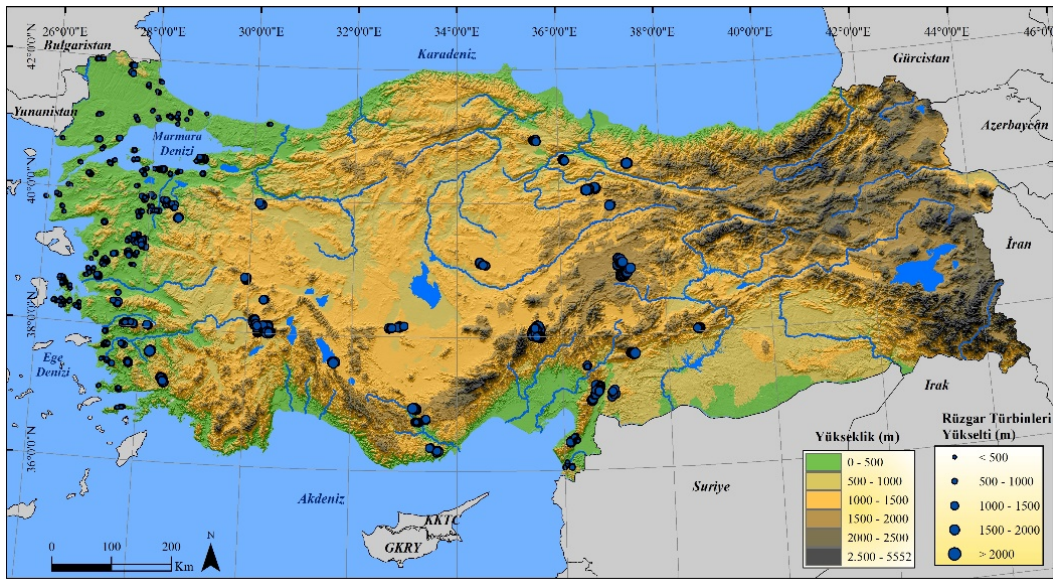 26°0'0"N
28°0'0"N
30°0'0"N
32°0'0"N
34°0'0"N
36°0'0"N
38°0'0"N
40°0'0"N
42°0'0"N
44°0'0"N
46°0'
42°0'0"N
40°0'0"N
38°0'0"N
36°0'0"N
Bulgaristan
Karadeniz
Gürcistan
Yunanistan
Marmara
Denizi
Azerbaycan
İran
Ege
Denizi
Irak
Suriye
Akdeniz
KKTC
GKRY
0
100
200
Km
N
Yükseklik (m)
0 - 500
500 - 1000
1000 - 1500
1500 - 2000
2000 - 2500
2.500 - 5552
Rüzgar Türbinleri
Yükselti (m)
< 500
500 - 1000
1000 - 1500
1500 - 2000
> 2000